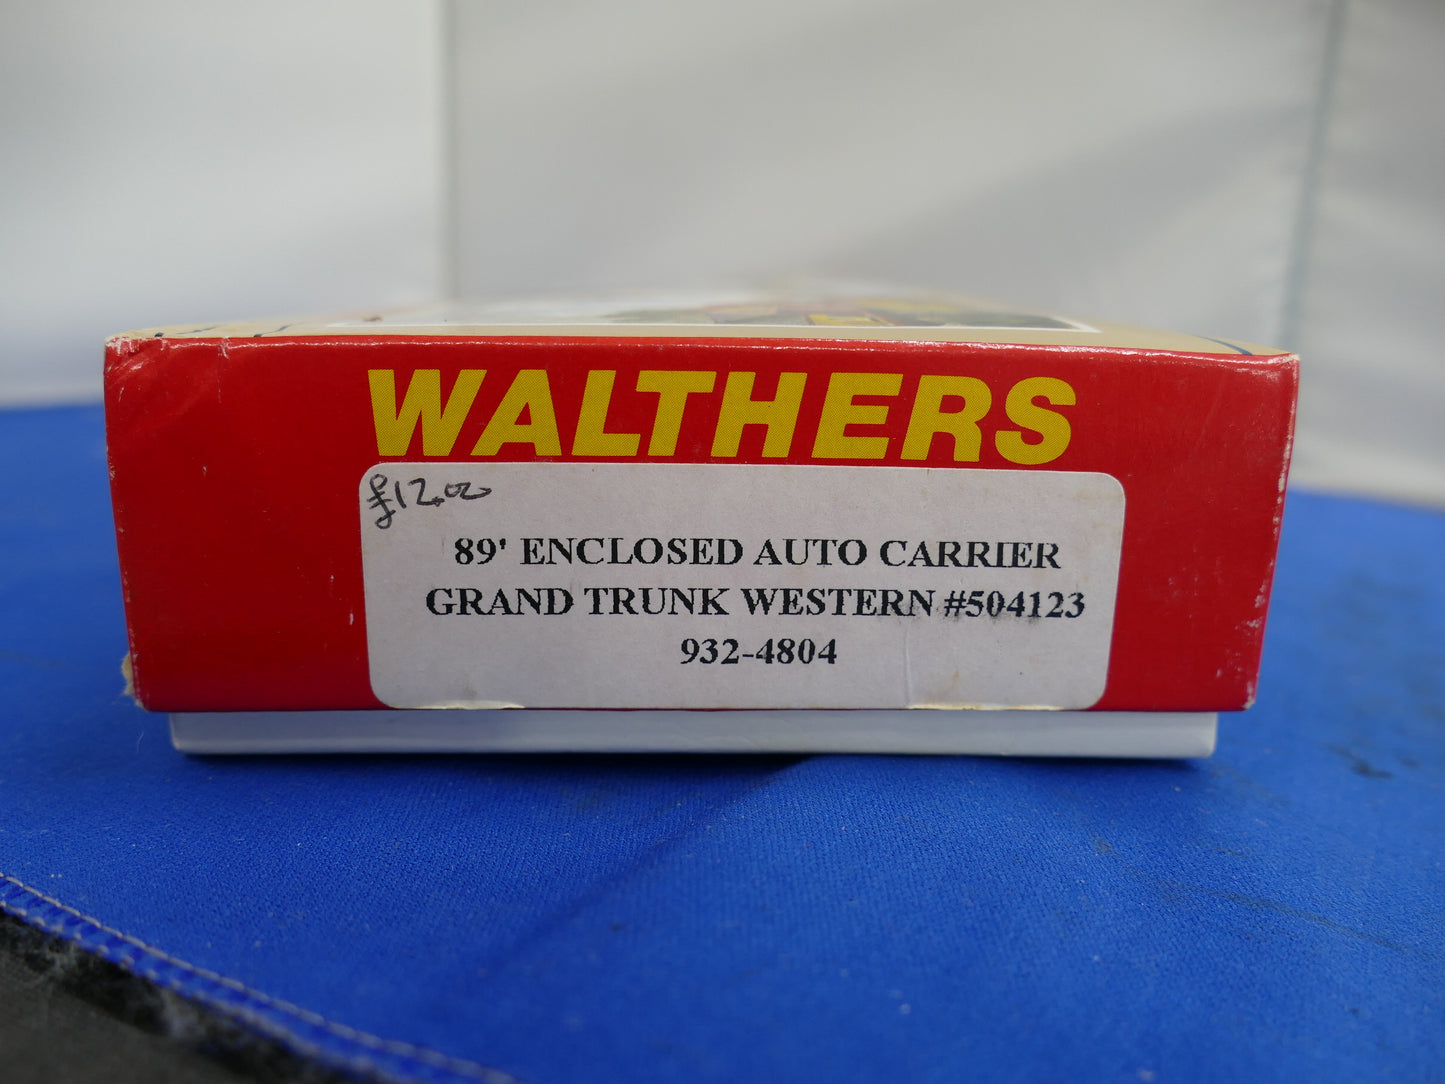 WALTHERS
£12.00
89' ENCLOSED AUTO CARRIER
GRAND TRUNK WESTERN #504123
932-4804